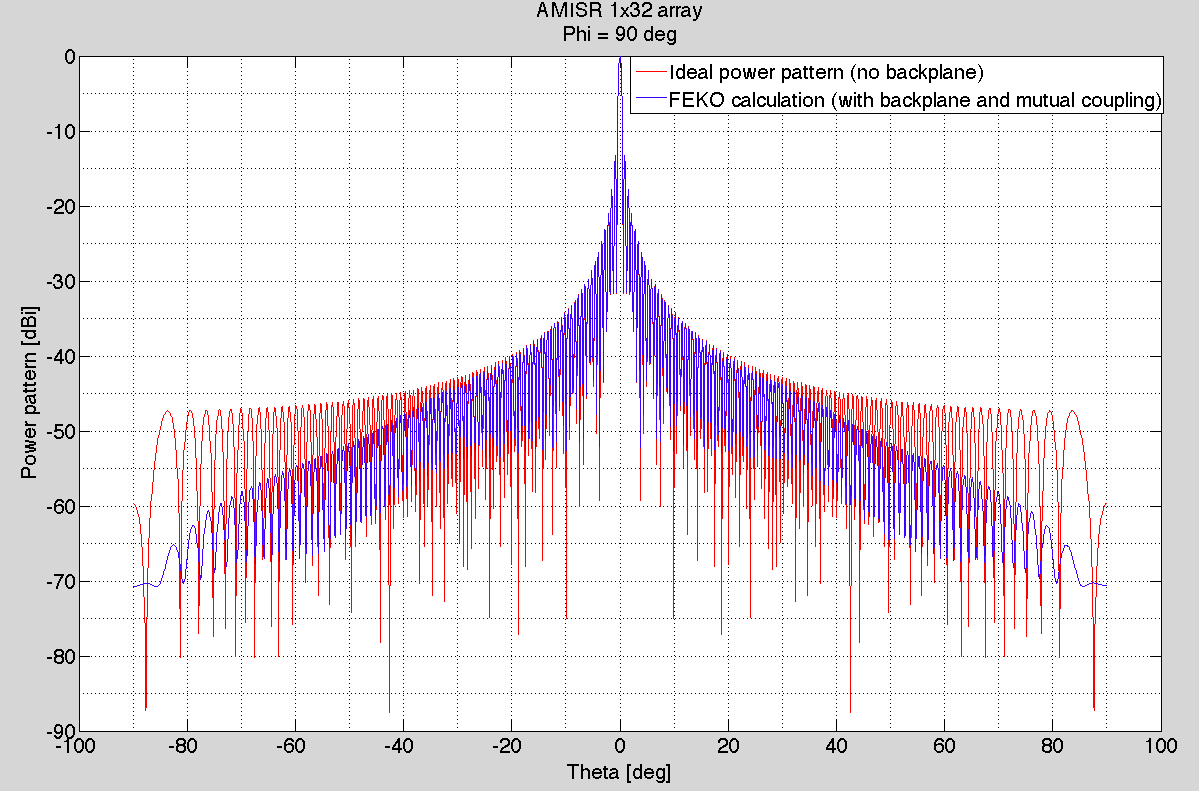 AMISR 1x32 array
Phi = 90 deg
Ideal power pattern (no backplane)
FEKO calculation (with backplane and mutual coupling)
Power pattern [dBi]
0
-10
-20
-30
-40
-50
-60
-70
-80
-90
-100 -80 -60 -40 -20 0 20 40 60 80 100
Theta [deg]